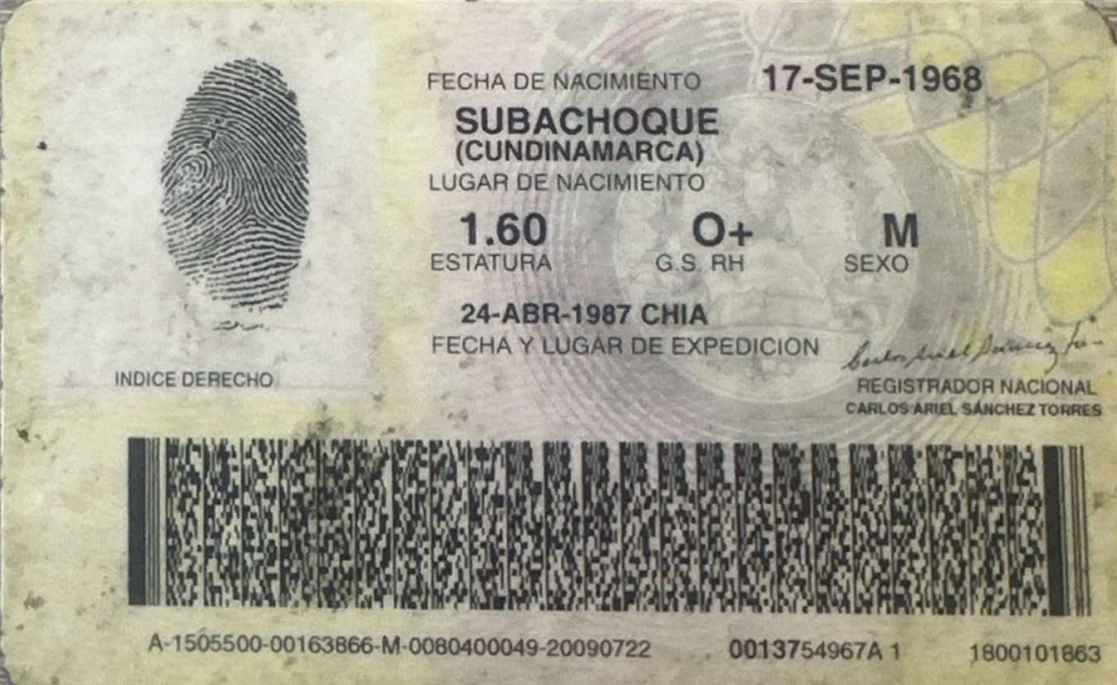 FECHA DE NACIMIENTO 17-SEP-1968
SUBACHOQUE
(CUNDINAMARCA)
LUGAR DE NACIMIENTO
1.60 O+ M
ESTATURA G.S. RH SEXO
24-ABR-1987 CHIA
FECHA Y LUGAR DE EXPEDICION
INDICE DERECHO
REGISTRADOR NACIONAL
CARLOS ARIEL SÁNCHEZ TORRES
A-1505500-00163866-M-0080400049-20090722 0013754967A 1 1800101863